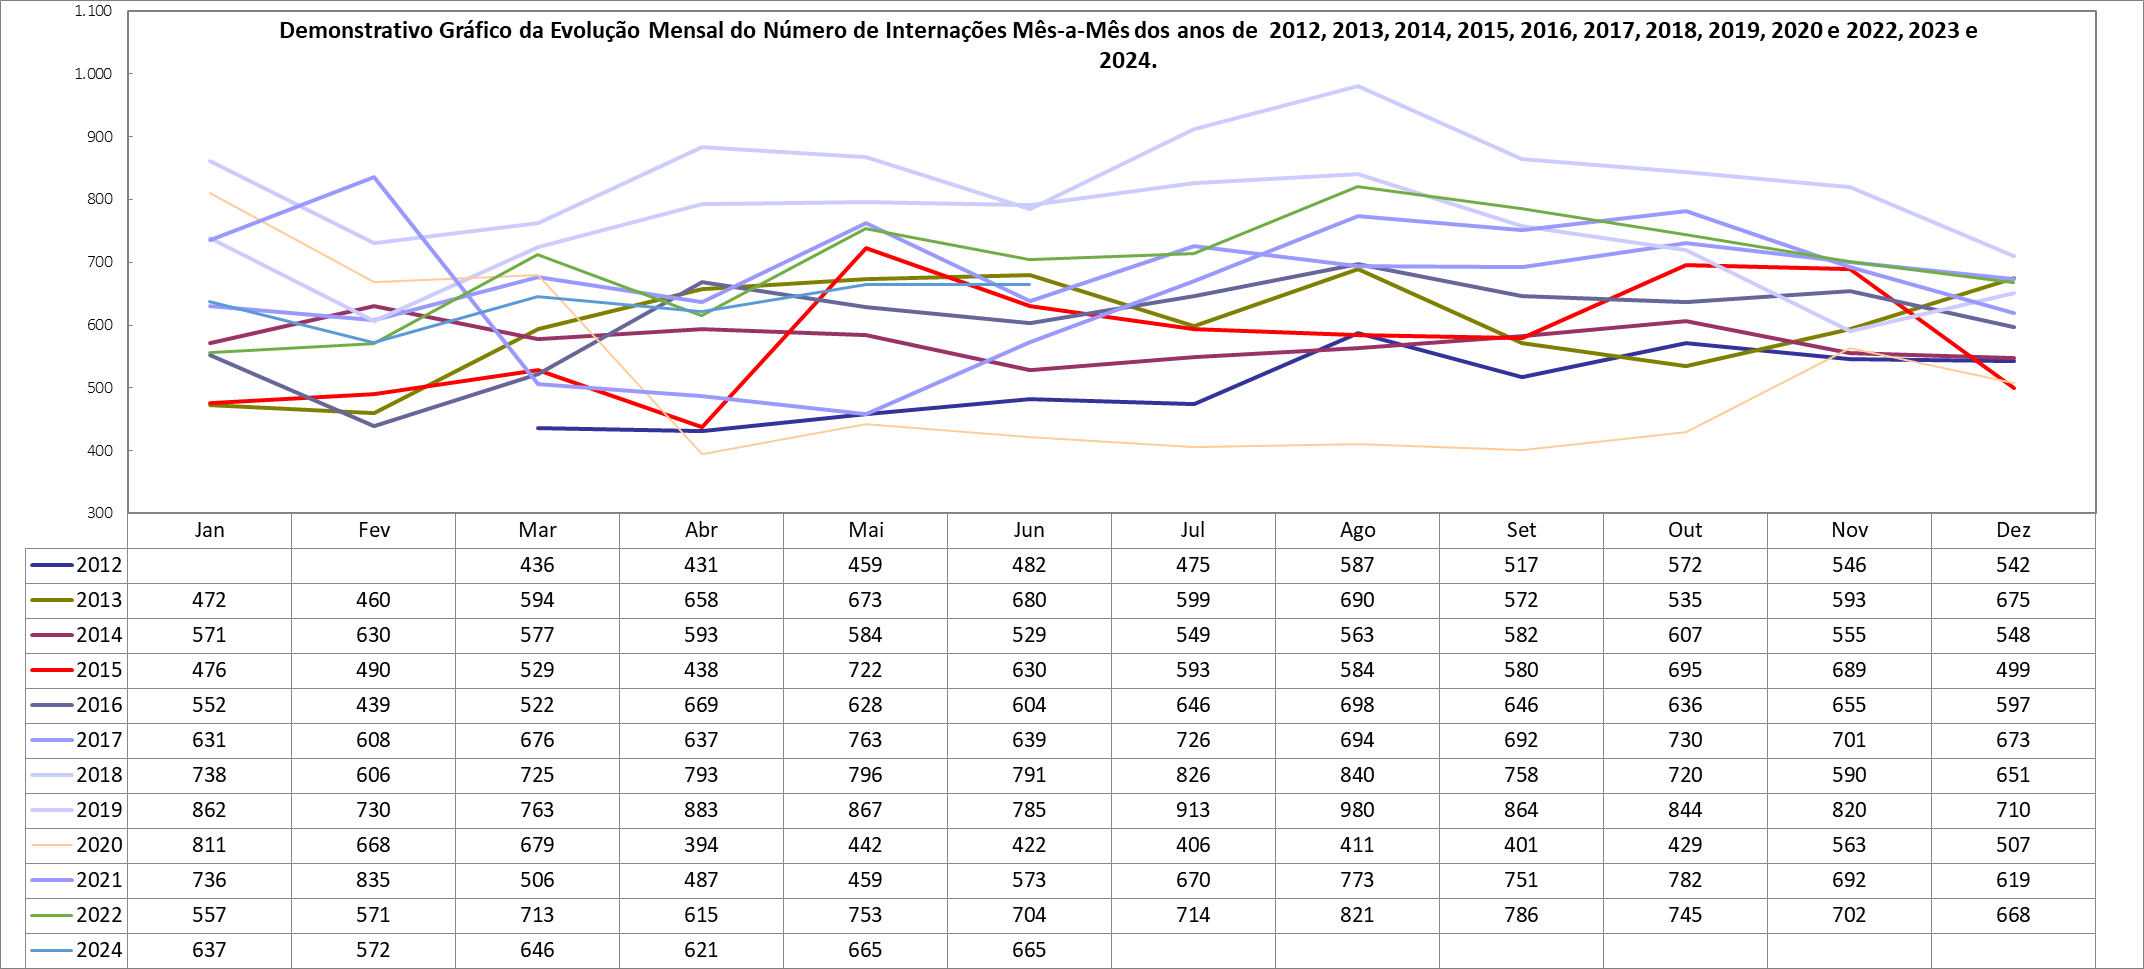 Demonstrativo Gráfico da Evolução Mensal do Número de Internações Mês-a-Mês dos anos de 2012, 2013, 2014, 2015, 2016, 2017, 2018, 2019, 2020 e 2022, 2023 e
2024.
1.100
1.000
900
800
700
600
500
400
300
Jan Fev Mar Abr Mai Jun Jul Ago Set Out Nov Dez
2012 436 431 459 482 475 587 517 572 546 542
2013 472 460 594 658 673 680 599 690 572 535 593 675
2014 571 630 577 593 584 529 549 563 582 607 555 548
2015 476 490 529 438 722 630 593 584 580 695 689 499
2016 552 439 522 669 628 604 646 698 646 636 655 597
2017 631 608 676 637 763 639 726 694 692 730 701 673
2018 738 606 725 793 796 791 826 840 758 720 590 651
2019 862 730 763 883 867 785 913 980 864 844 820 710
2020 811 668 679 394 442 422 406 411 401 429 563 507
2021 736 835 506 487 459 573 670 773 751 782 692 619
2022 557 571 713 615 753 704 714 821 786 745 702 668
2024 637 572 646 621 665 665